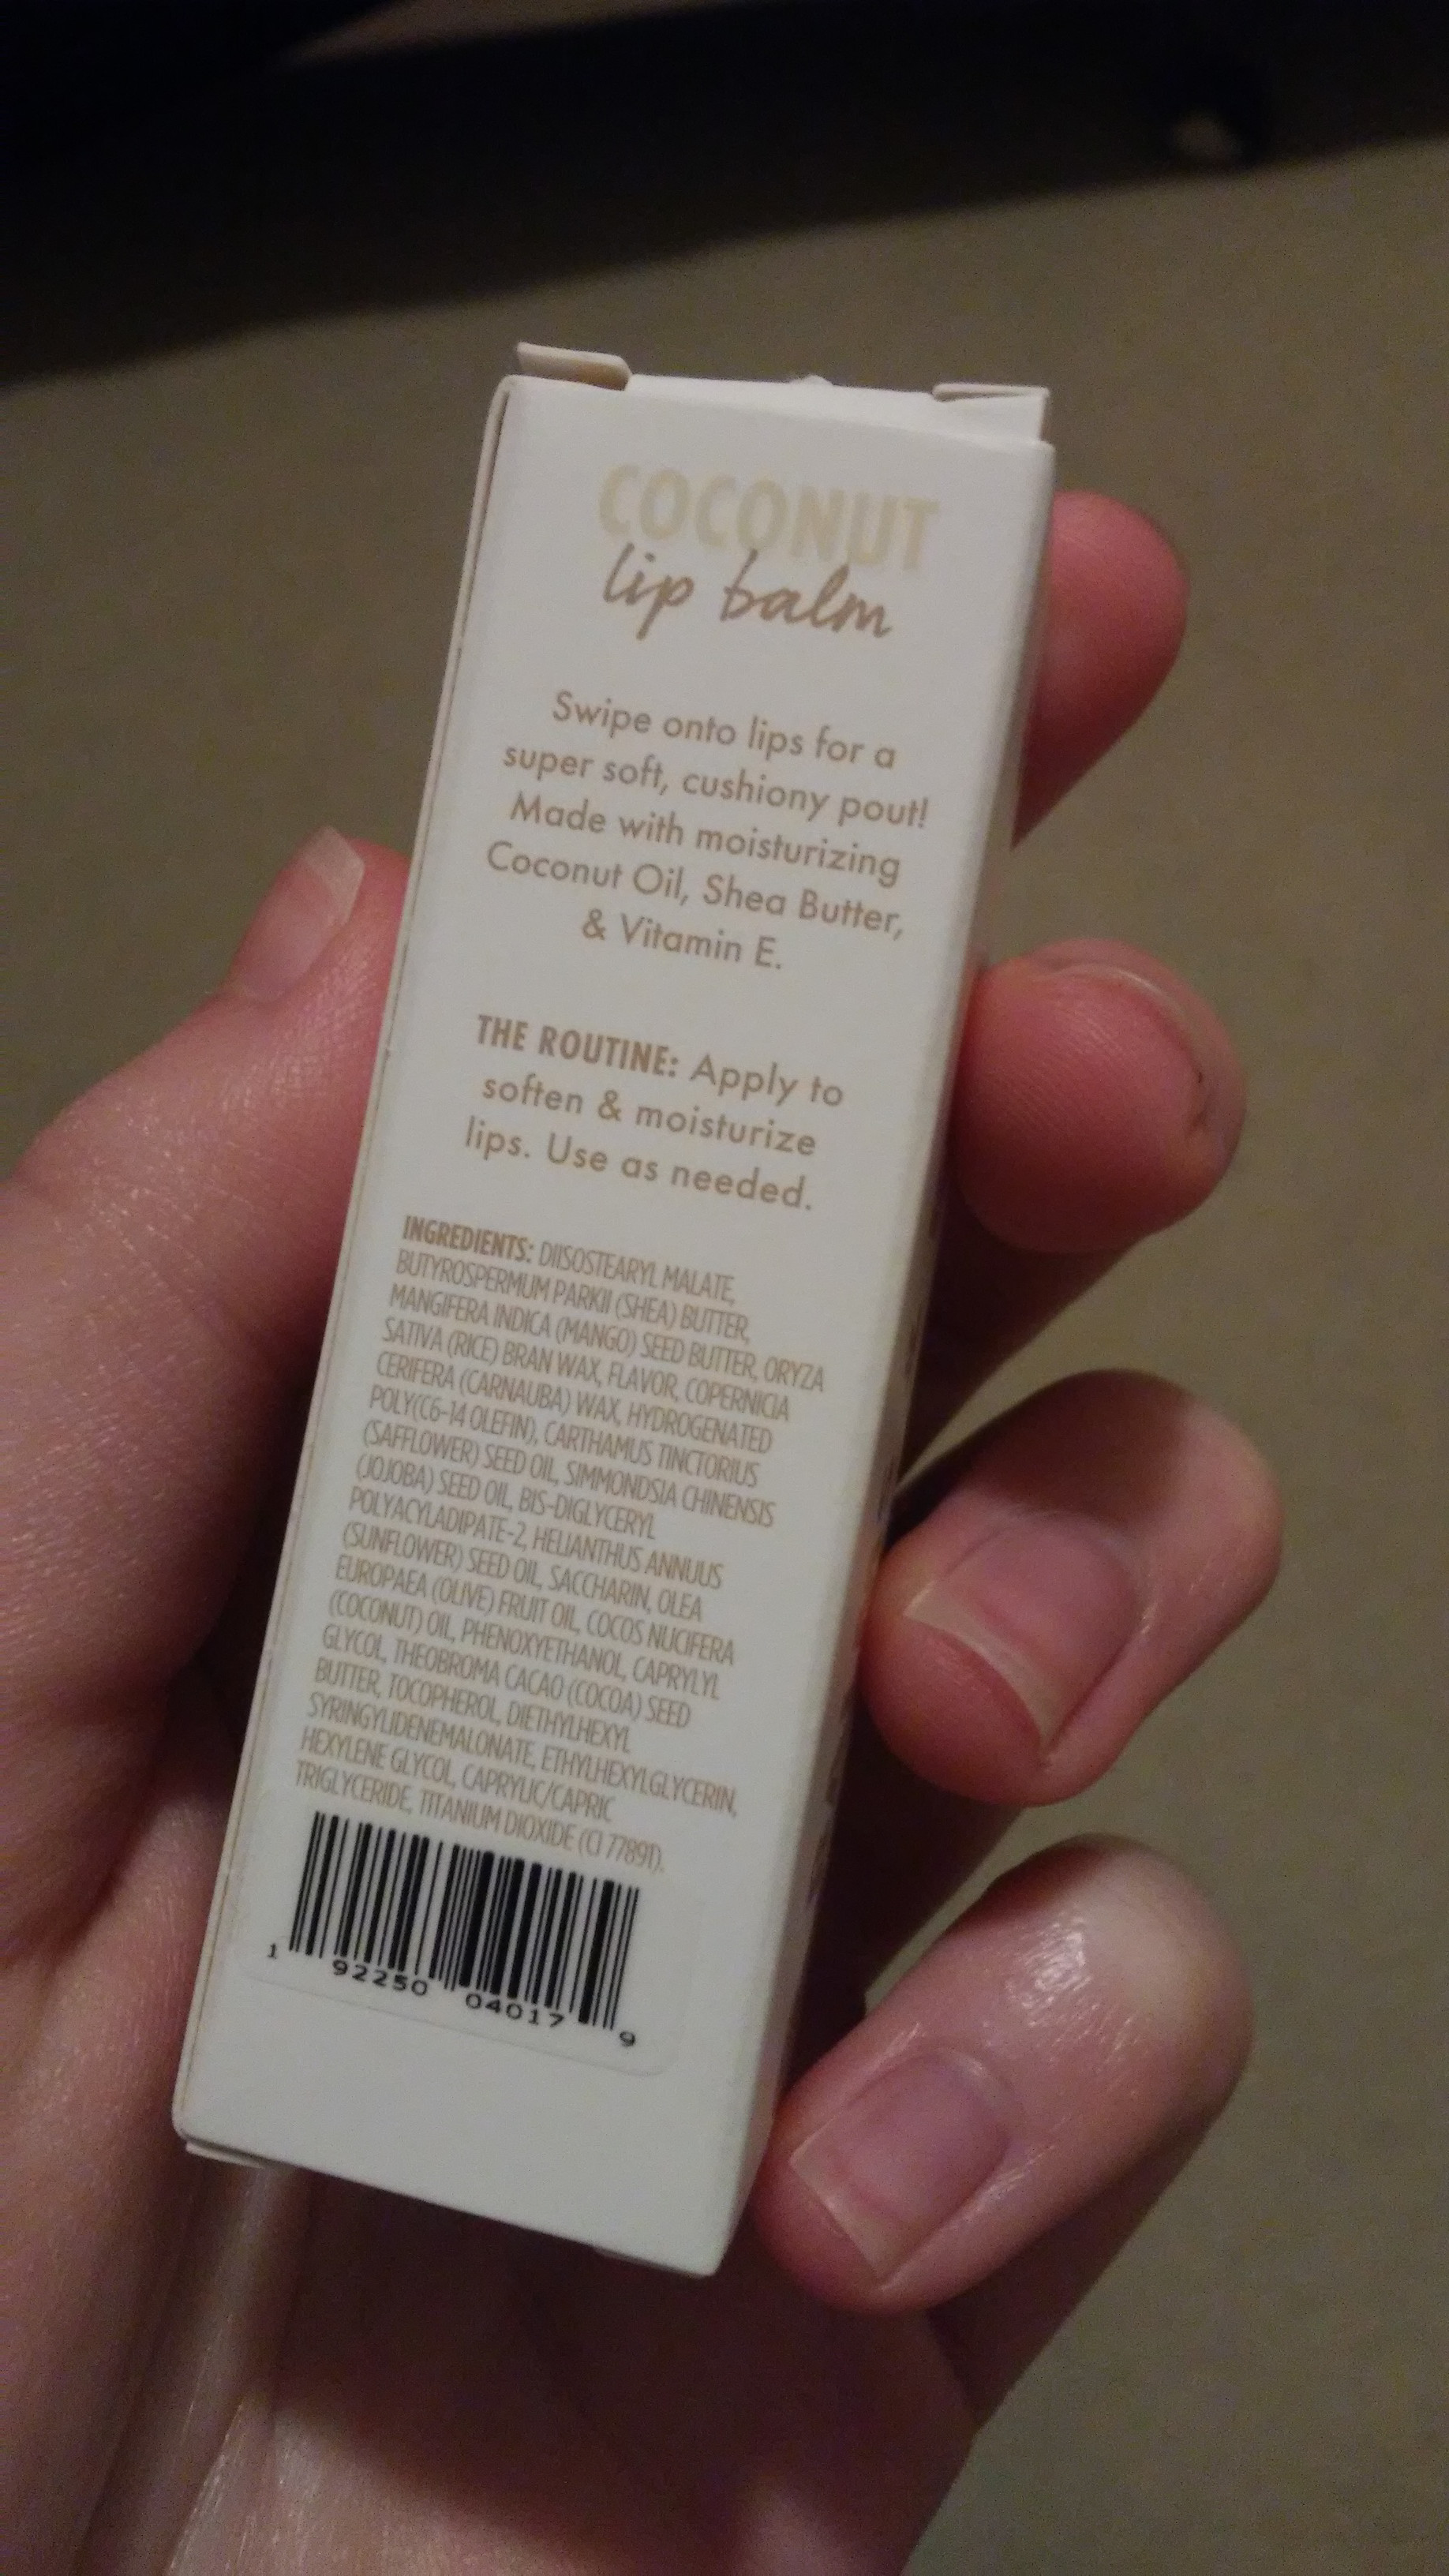 COCONUT
lip balm
Swipe onto lips for a
super soft, cushiony pout!
Made with moisturizing
Coconut Oil, Shea Butter,
& Vitamin E.
THE ROUTINE: Apply to
soften & moisturize
lips. Use as needed.
INGREDIENTS: DIISOSTEARYL MALATE,
BUTYROSPERMUM PARKII (SHEA) BUTTER,
MANGIFERA INDICA (MANGO) SEED BUTTER, ORYZA
SATIVA (RICE) BRAN WAX, FLAVOR, COPERNICIA
CERIFERA (CARNAUBA) WAX, HYDROGENATED
POLY(C6-14 OLEFIN), CARTHAMUS TINCTORIUS
(SAFFLOWER) SEED OIL, SIMMONDSIA CHINENSIS
(JOJOBA) SEED OIL, BIS-DIGLYCERYL
POLYACYLADIPATE-2, HELIANTHUS ANNUUS
(SUNFLOWER) SEED OIL, SACCHARIN, OLEA
EUROPAEA (OLIVE) FRUIT OIL, COCOS NUCIFERA
(COCONUT) OIL, PHENOXYETHANOL, CAPRYLYL
GLYCOL, THEOBROMA CACAO (COCOA) SEED
BUTTER, TOCOPHEROL, DIETHYLHEXYL
SYRINGYLIDENEMALONATE, ETHYLHEXYLGLYCERIN,
HEXYLENE GLYCOL, CAPRYLIC/CAPRIC
TRIGLYCERIDE, TITANIUM DIOXIDE (CI 77891).
1 92250 04017 9